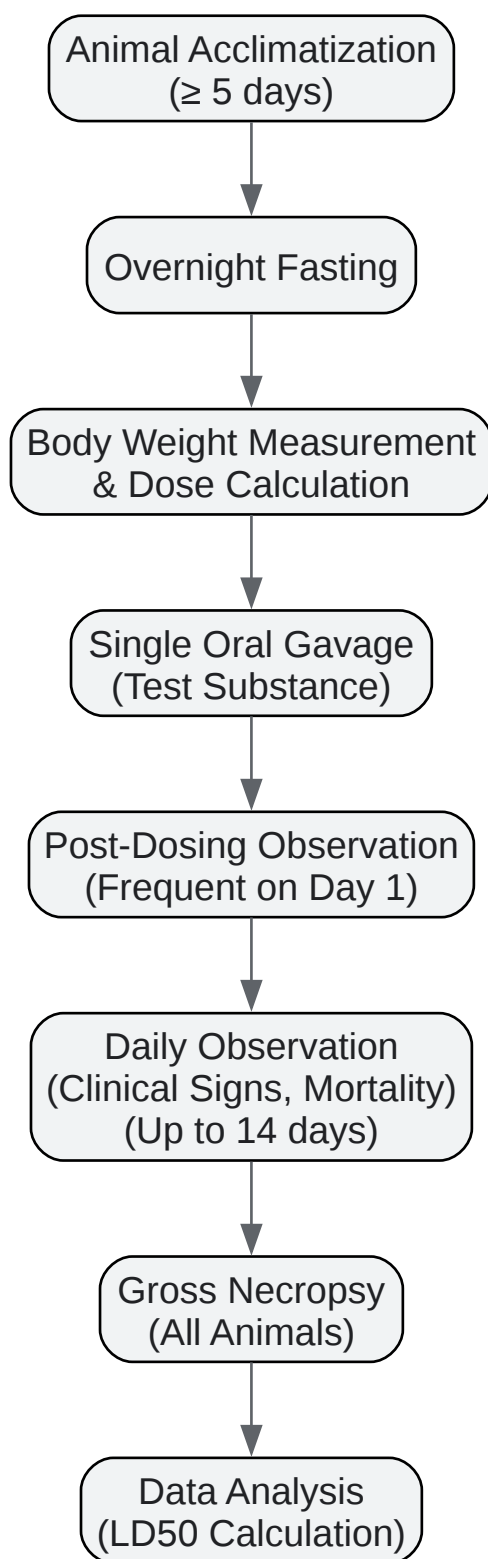 Animal Acclimatization
(≥ 5 days)
Overnight Fasting
Body Weight Measurement
& Dose Calculation
Single Oral Gavage
(Test Substance)
Post-Dosing Observation
(Frequent on Day 1)
Daily Observation
(Clinical Signs, Mortality)
(Up to 14 days)
Gross Necropsy
(All Animals)
Data Analysis
(LD50 Calculation)